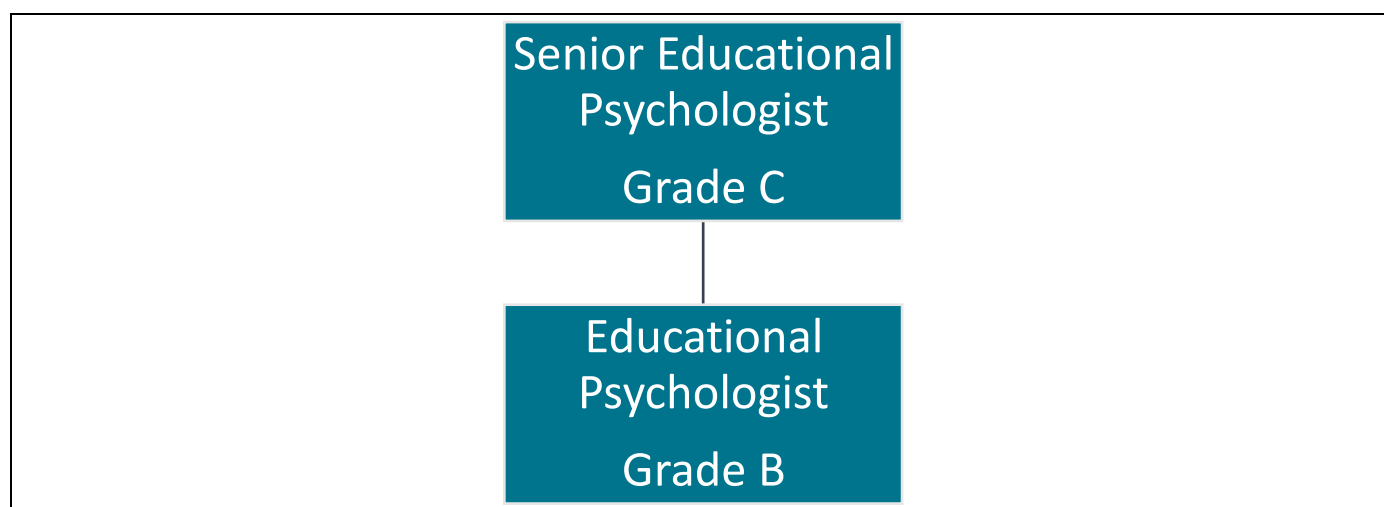 Senior Educational
Psychologist
Grade C
Educational
Psychologist
Grade B